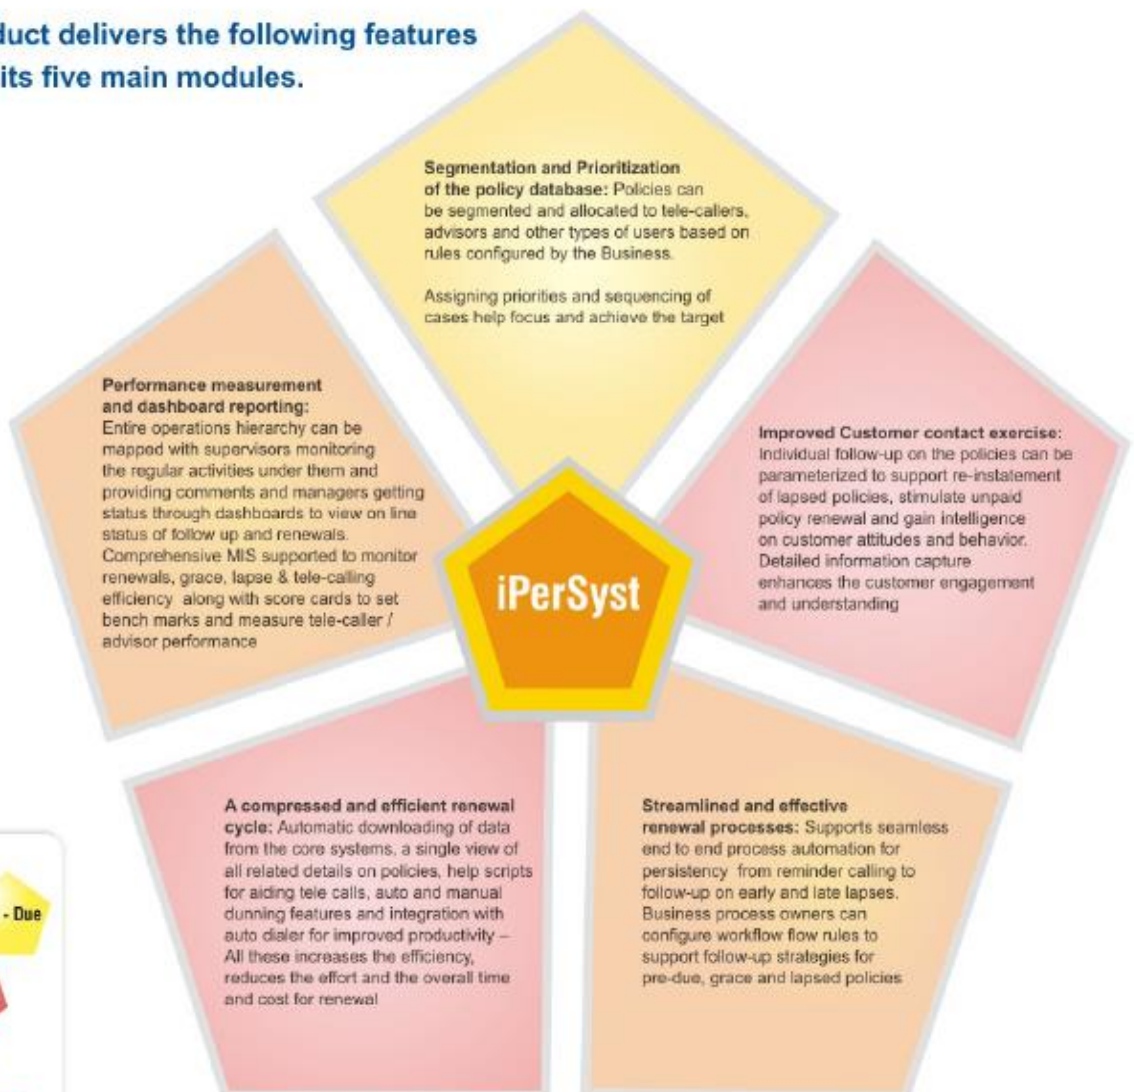 duct delivers the following features
its five main modules.
Segmentation and Prioritization
of the policy database: Policies can
be segmented and allocated to tele-callers,
advisors and other types of users based on
rules configured by the Business.
Assigning priorities and sequencing of
cases help focus and achieve the target
Performance measurement
and dashboard reporting:
Entire operations hierarchy can be
mapped with supervisors monitoring
the regular activities under them and
providing comments and managers getting
status through dashboards to view on line
status of follow up and renewals.
Comprehensive MIS supported to monitor
renewals, grace, lapse & tele-calling
efficiency along with score cards to set
bench marks and measure tele-caller /
advisor performance
Improved Customer contact exercise:
Individual follow-up on the policies can be
parameterized to support re-instatement
of lapsed policies, stimulate unpaid
policy renewal and gain intelligence
on customer attitudes and behavior.
Detailed information capture
enhances the customer engagement
and understanding
iPerSyst
A compressed and efficient renewal
cycle: Automatic downloading of data
from the core systems, a single view of
all related details on policies, help scripts
for aiding tele calls, auto and manual
dunning features and integration with
auto dialer for improved productivity –
All these increases the efficiency,
reduces the effort and the overall time
and cost for renewal
Streamlined and effective
renewal processes: Supports seamless
end to end process automation for
persistency from reminder calling to
follow-up on early and late lapses.
Business process owners can
configure workflow flow rules to
support follow-up strategies for
pre-due, grace and lapsed policies
- Due